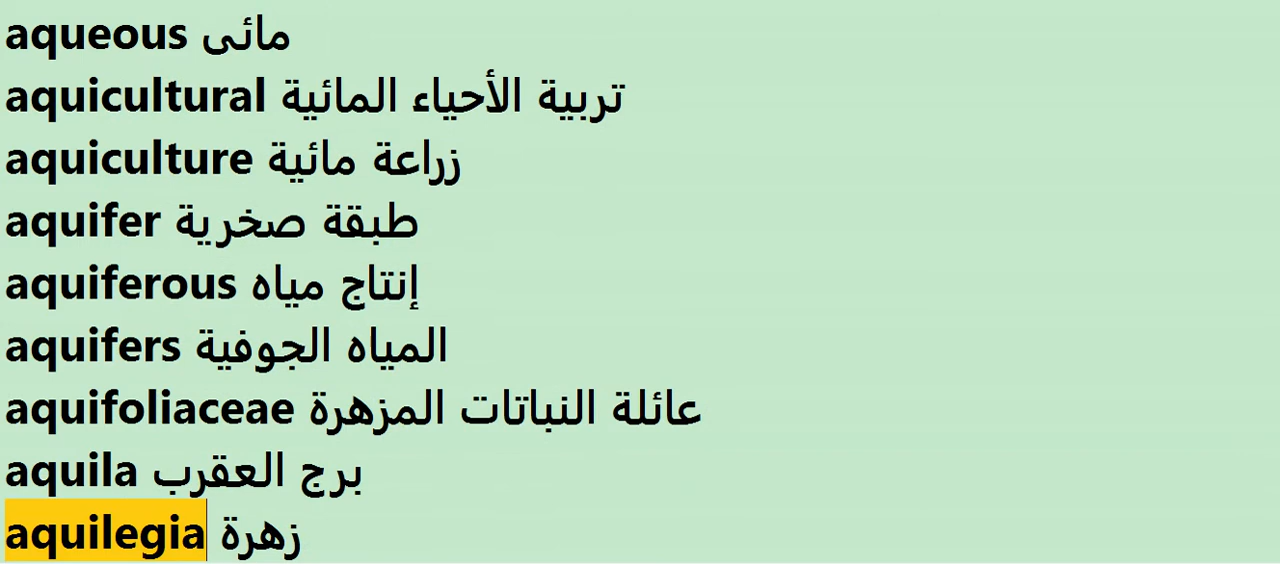 aqueous مائى
aquicultural تربية الأحياء المائية
aquiculture زراعة مائية
aquifer طبقة صخرية
aquiferous إنتاج مياه
aquifers المياه الجوفية
aquifoliaceae عائلة النباتات المزهرة
aquila برج العقرب
aquilegia زهرة